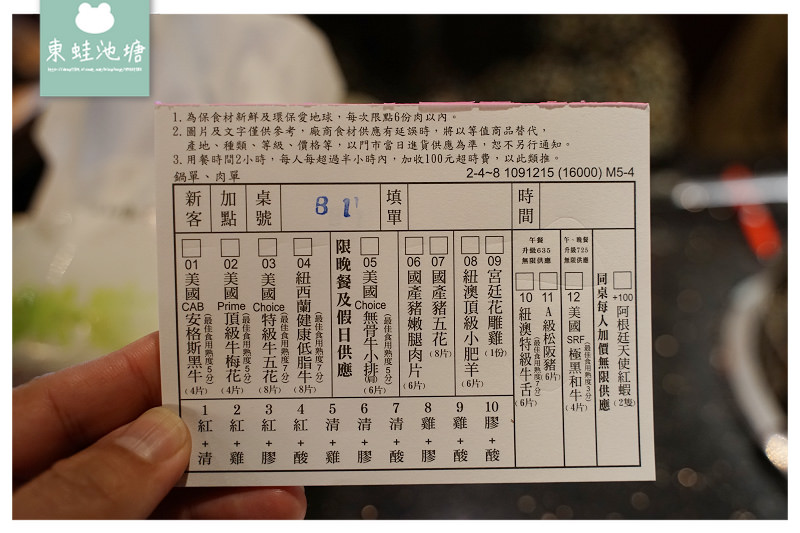 東蛙池塘
1. 為保食材新鮮及環保愛地球，每次限點6份肉以內。
2. 圖片及文字僅供參考，廠商食材供應有延誤時，將以等值商品替代，
產地、種類、等級、價格等，以門市當日進貨供應為準，恕不另行通知。
3. 用餐時間2小時，每人每超過半小時內，加收100元超時費，以此類推。
鍋單、肉單
2-4~8 1091215 (16000) M5-4
新客
加點
桌號
81
填單
時間
01 美國CAB安格斯黑牛(最佳食用熟度5分)(4片)
02 美國Prime頂級牛梅花(最佳食用熟度5分)(4片)
03 美國Choice特級牛五花(最佳食用熟度7分)(8片)
04 紐西蘭健康低脂牛(最佳食用熟度7分)(8片)
限晚餐及假日供應
05 美國Choice無骨牛小排(肩)(最佳食用熟度5分)(6片)
06 國產豬嫩腿肉片(6片)
07 國產豬五花(8片)
08 紐澳頂級小肥羊(6片)
09 宮廷花雕雞(1份)
午餐
升級635
無限供應
10 紐澳特級牛舌(最佳食用熟度7分)(6片)
11 A級松阪豬(6片)
午、晚餐
升級725
無限供應
12 美國SRF極黑和牛(最佳食用熟度3分)(4片)
同桌每人加價無限供應
+100
阿根廷天使紅蝦(2隻)
1 紅+清
2 紅+雞
3 紅+膠
4 紅+酸
5 清+雞
6 清+膠
7 清+酸
8 雞+膠
9 雞+酸
10 膠+酸